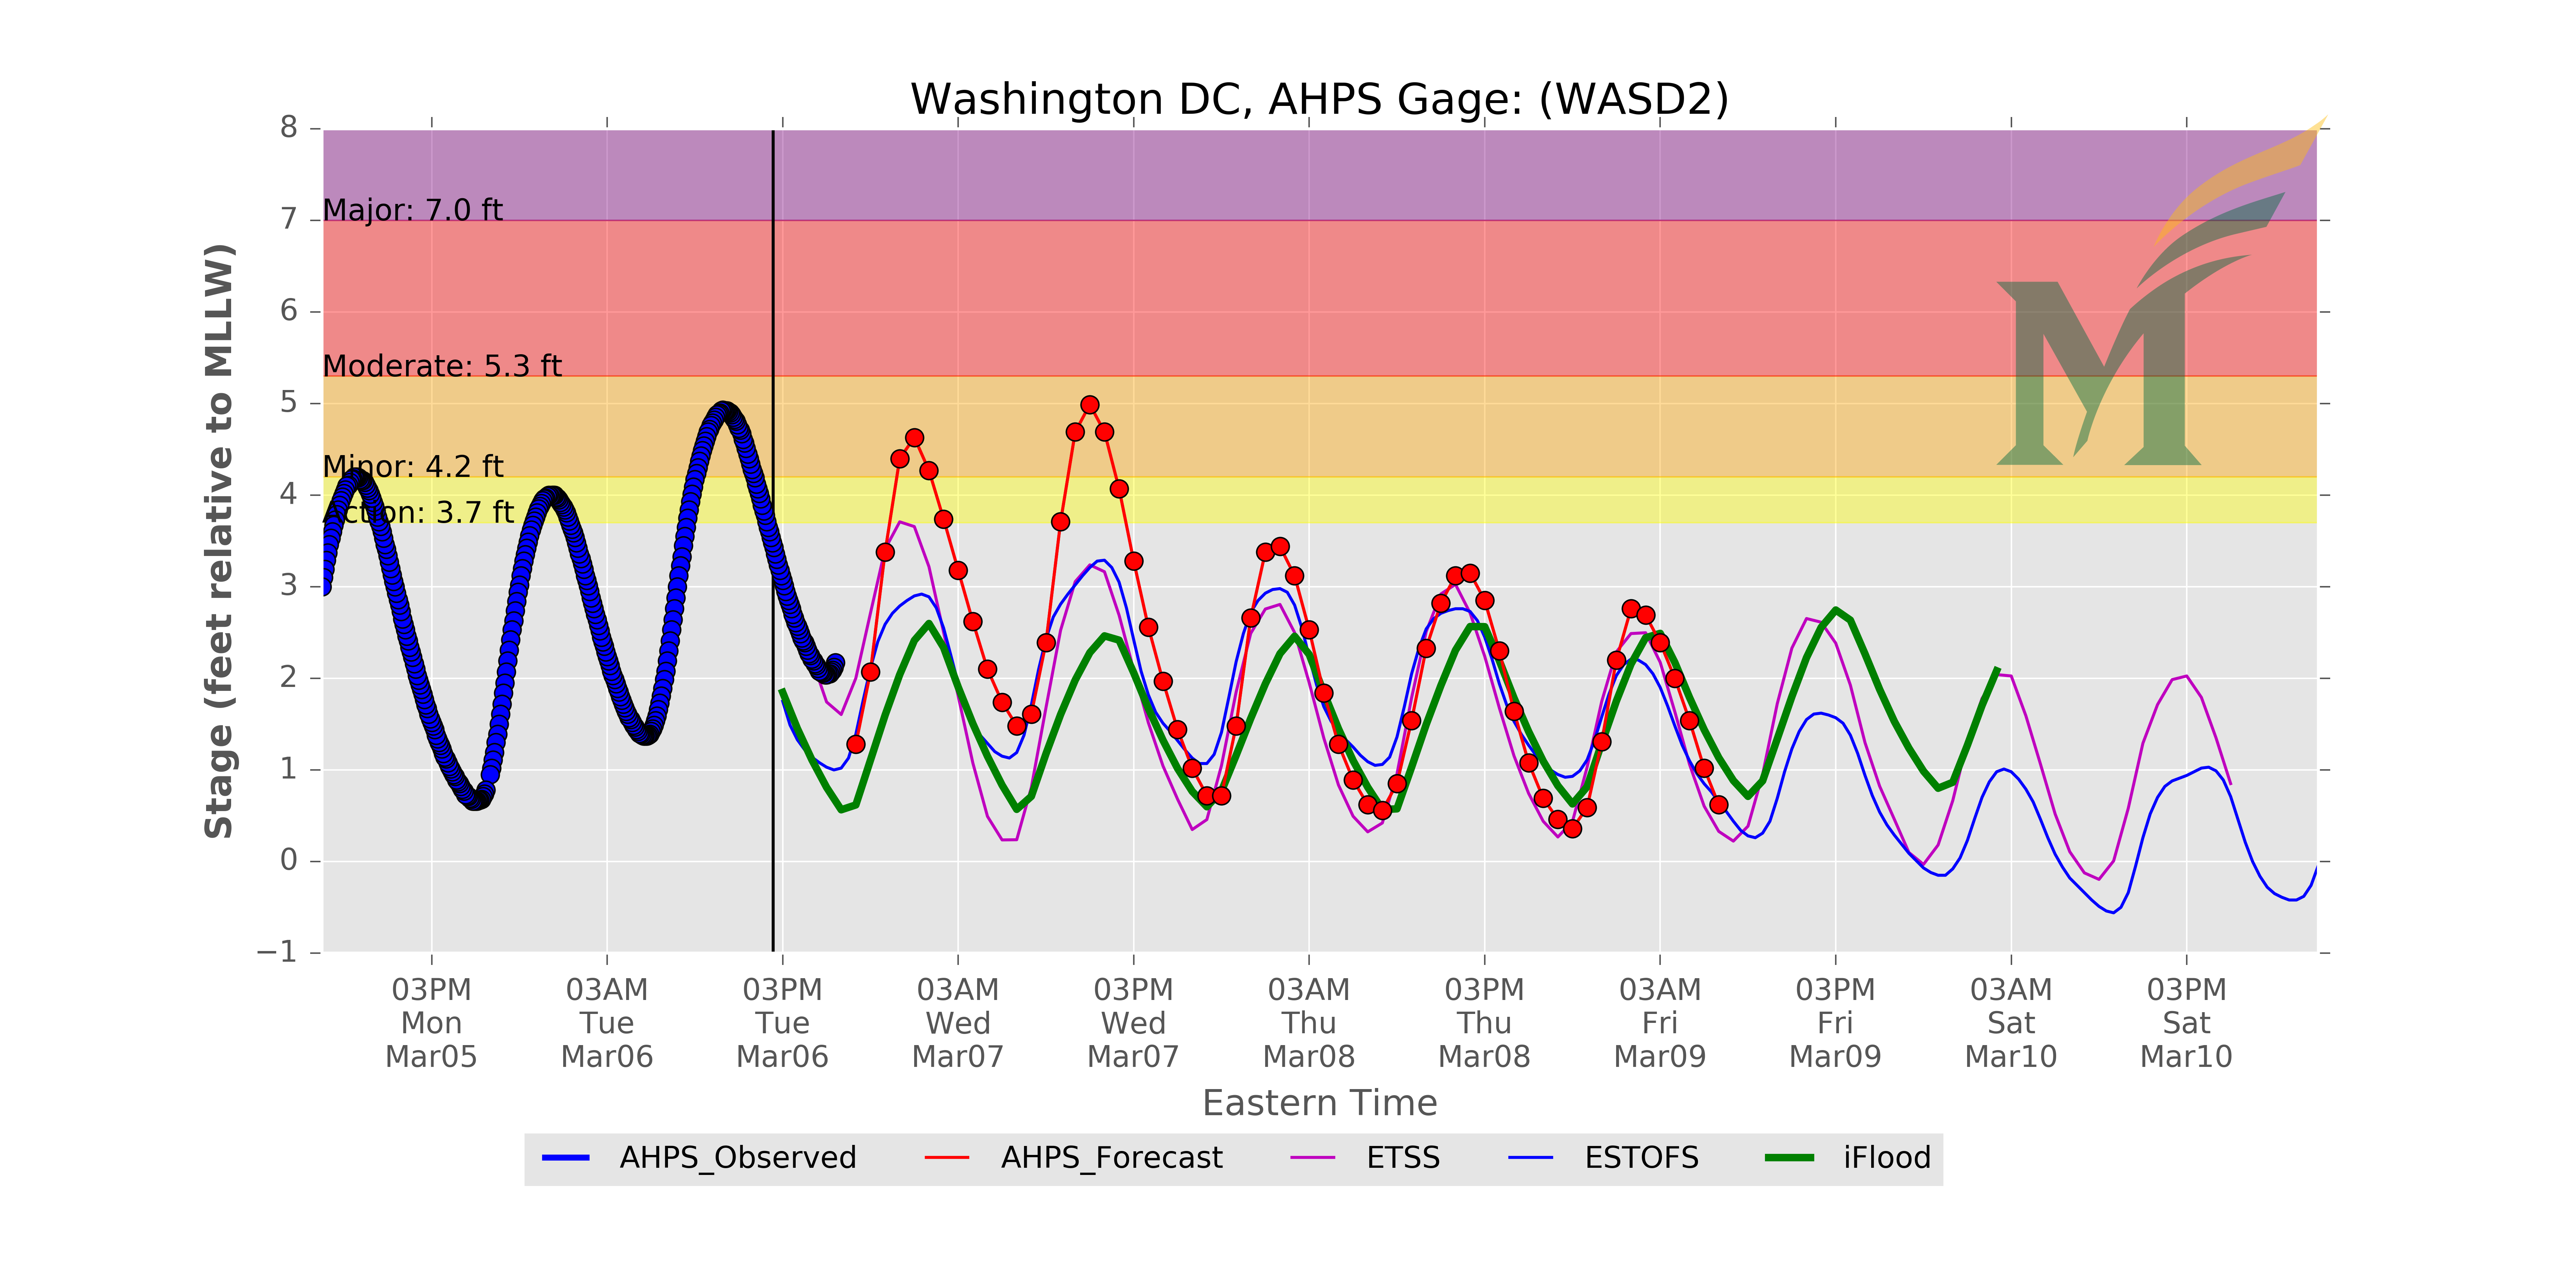 Washington DC, AHPS Gage: (WASD2)
8
7
6
5
4
3
2
1
0
−1
Stage (feet relative to MLLW)
Major: 7.0 ft
Moderate: 5.3 ft
Minor: 4.2 ft
Action: 3.7 ft
M
03PM Mon Mar05
03AM Tue Mar06
03PM Tue Mar06
03AM Wed Mar07
03PM Wed Mar07
03AM Thu Mar08
03PM Thu Mar08
03AM Fri Mar09
03PM Fri Mar09
03AM Sat Mar10
03PM Sat Mar10
Eastern Time
AHPS_Observed
AHPS_Forecast
ETSS
ESTOFS
iFlood